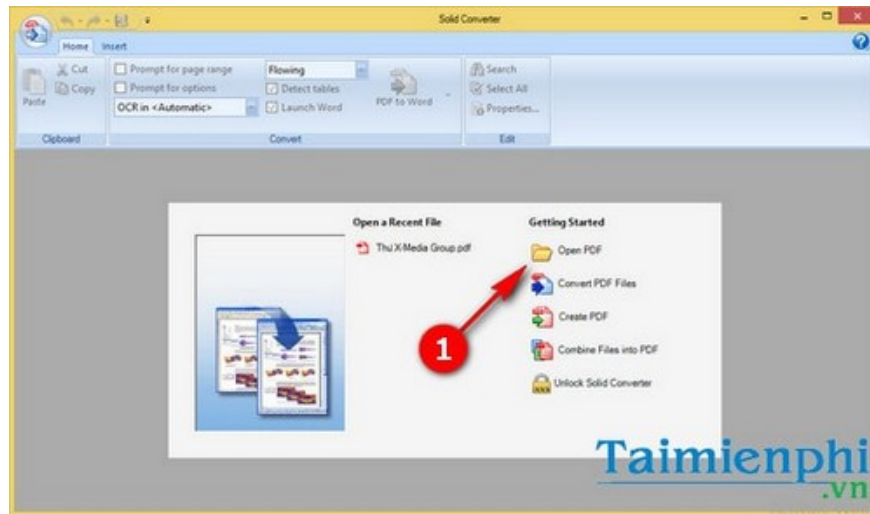 Solid Converter
Home Insert
Cut
Copy
Paste
Clipboard
Prompt for page range
Prompt for options
OCR in <Automatic>
Flowing
Detect tables
Launch Word
PDF to Word
Convert
Search
Select All
Properties...
Edit
Open a Recent File
Thu X-Media Group.pdf
Getting Started
Open PDF
Convert PDF Files
Create PDF
Combine Files into PDF
Unlock Solid Converter
1
Taimienphi
.vn